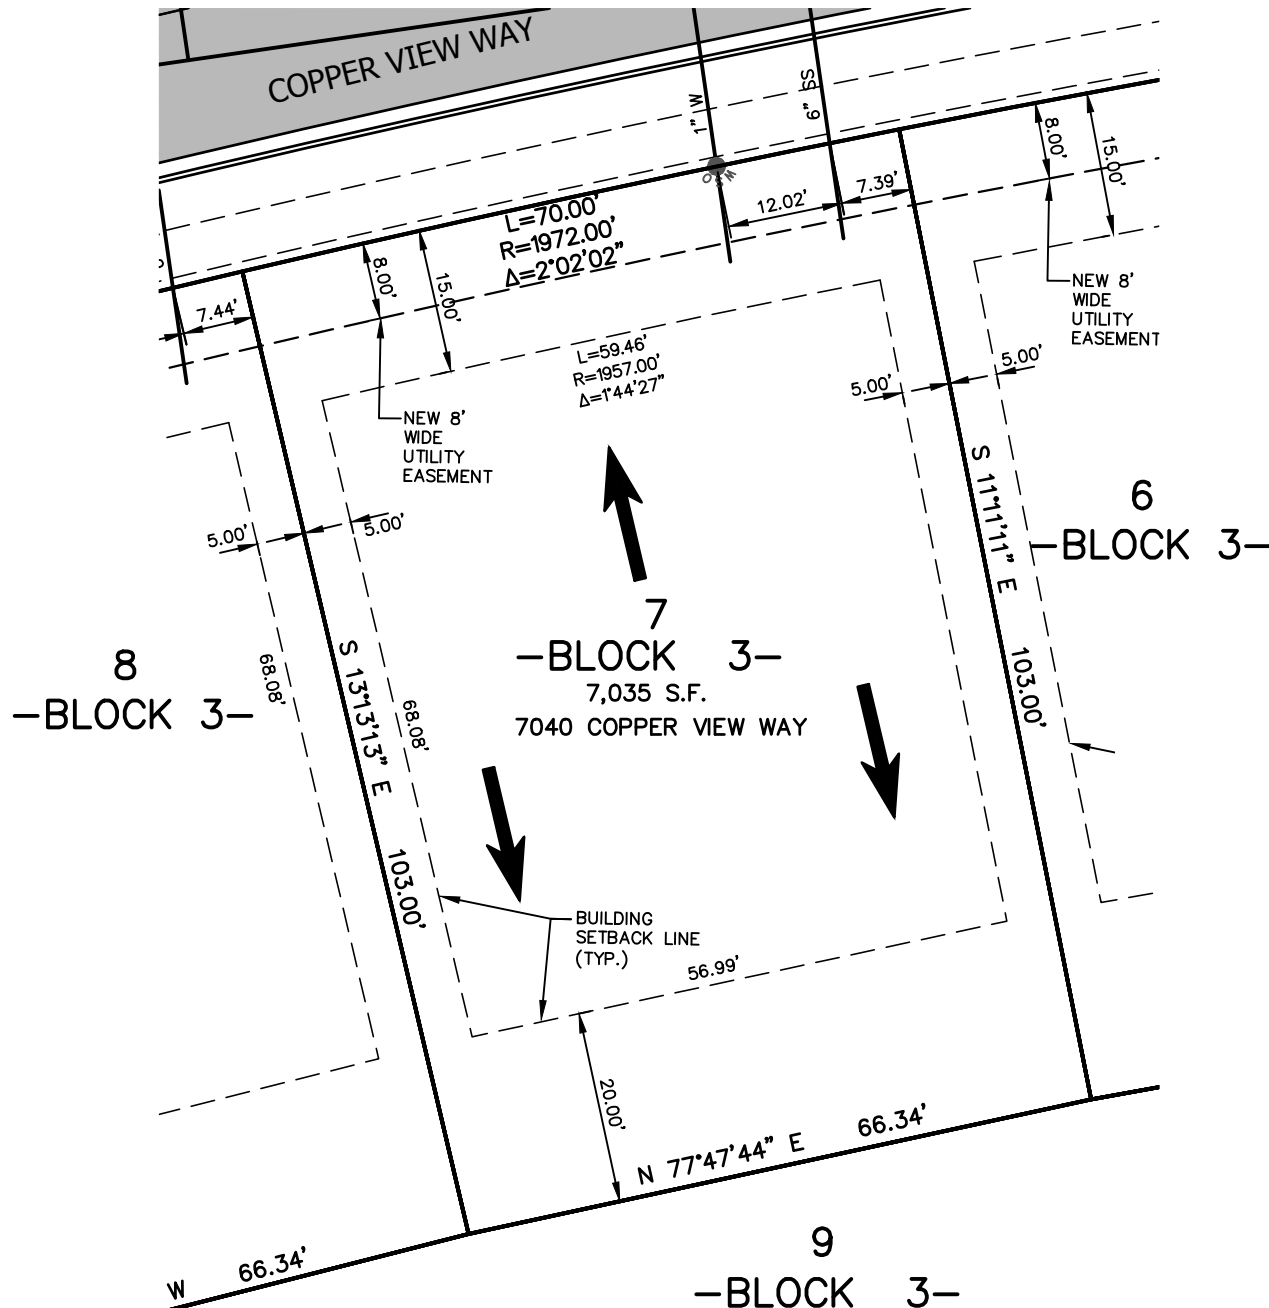 COPPER VIEW WAY
1" W
6" SS
L=70.00'
R=1972.00'
Δ=2°02'02"
12.02'
7.39'
8.00'
15.00'
7.44'
8.00'
15.00'
NEW 8'
WIDE
UTILITY
EASEMENT
L=59.46'
R=1957.00'
Δ=1°44'27"
5.00'
5.00'
NEW 8'
WIDE
UTILITY
EASEMENT
5.00'
5.00'
S 11°11'11" E 103.00'
6
-BLOCK 3-
7
-BLOCK 3-
7,035 S.F.
7040 COPPER VIEW WAY
8
-BLOCK 3-
68.08'
S 13°13'13" E 103.00'
68.08'
BUILDING
SETBACK LINE
(TYP.)
56.99'
20.00'
N 77°47'44" E 66.34'
W 66.34'
9
-BLOCK 3-